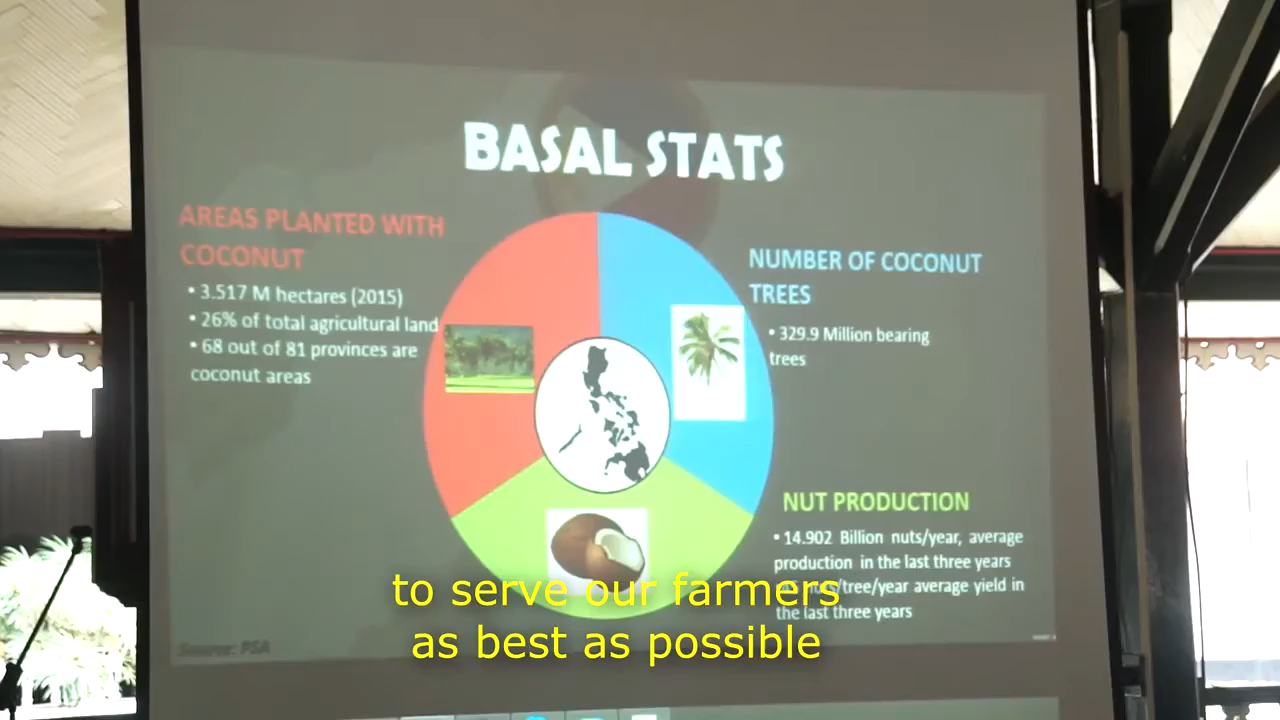 BASAL STATS
AREAS PLANTED WITH
COCONUT
• 3.517 M hectares (2015)
• 26% of total agricultural land
• 68 out of 81 provinces are
coconut areas
NUMBER OF COCONUT
TREES
• 329.9 Million bearing
trees
NUT PRODUCTION
• 14.902 Billion nuts/year, average
production in the last three years
/tree/year average yield in
the last three years
Source: PSA
to serve our farmers
as best as possible